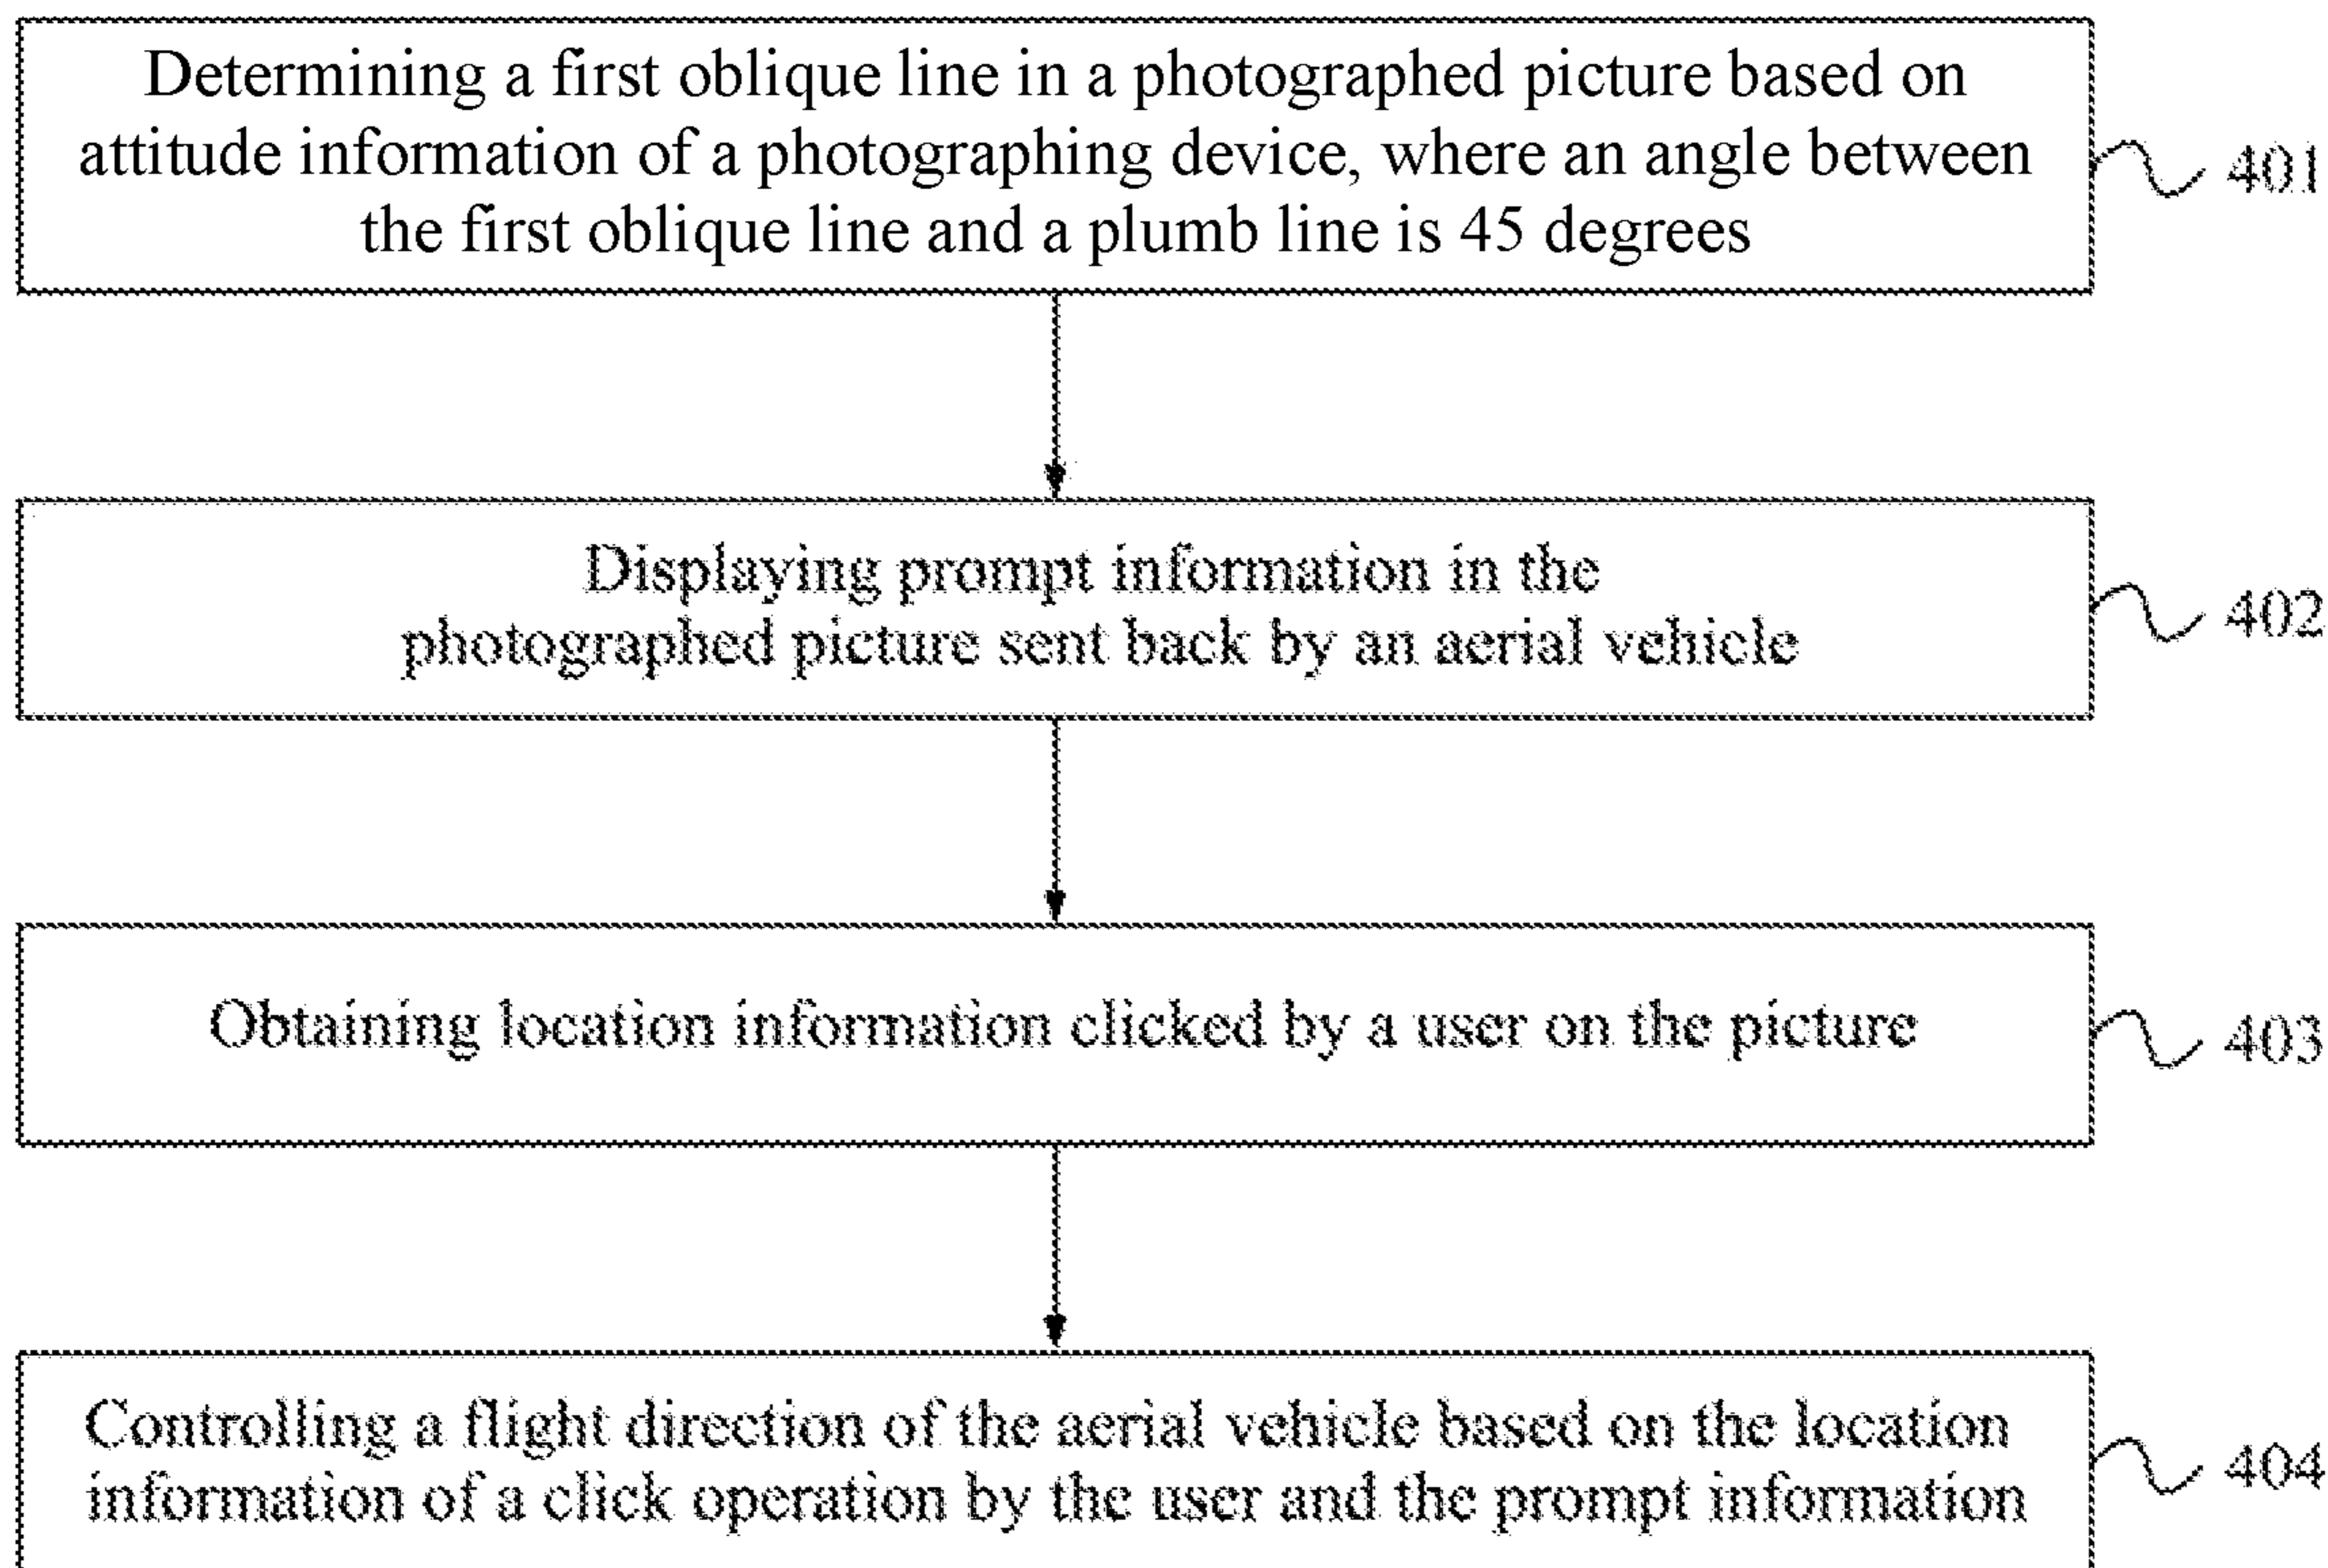 Determining a first oblique line in a photographed picture based on
attitude information of a photographing device, where an angle between
the first oblique line and a plumb line is 45 degrees
401
Displaying prompt information in the
photographed picture sent back by an aerial vehicle
402
Obtaining location information clicked by a user on the picture
403
Controlling a flight direction of the aerial vehicle based on the location
information of a click operation by the user and the prompt information
404